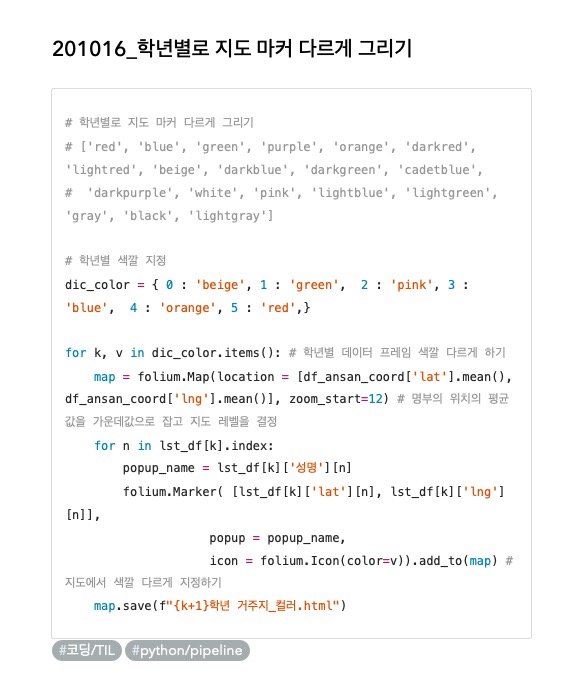 201016_학년별로 지도 마커 다르게 그리기
# 학년별로 지도 마커 다르게 그리기
# ['red', 'blue', 'green', 'purple', 'orange', 'darkred',
'lightred', 'beige', 'darkblue', 'darkgreen', 'cadetblue',
#  'darkpurple', 'white', 'pink', 'lightblue', 'lightgreen',
'gray', 'black', 'lightgray']
# 학년별 색깔 지정
dic_color = { 0 : 'beige', 1 : 'green',  2 : 'pink', 3 :
'blue',  4 : 'orange', 5 : 'red',}
for k, v in dic_color.items(): # 학년별 데이터 프레임 색깔 다르게 하기
    map = folium.Map(location = [df_ansan_coord['lat'].mean(),
df_ansan_coord['lng'].mean()], zoom_start=12) # 명부의 위치의 평균
값을 가운데값으로 잡고 지도 레벨을 결정
    for n in lst_df[k].index:
        popup_name = lst_df[k]['성명'][n]
        folium.Marker( [lst_df[k]['lat'][n], lst_df[k]['lng']
[n]],
                    popup = popup_name,
                    icon = folium.Icon(color=v)).add_to(map) #
지도에서 색깔 다르게 지정하기
    map.save(f"{k+1}학년 거주지_컬러.html")
#코딩/TIL #python/pipeline